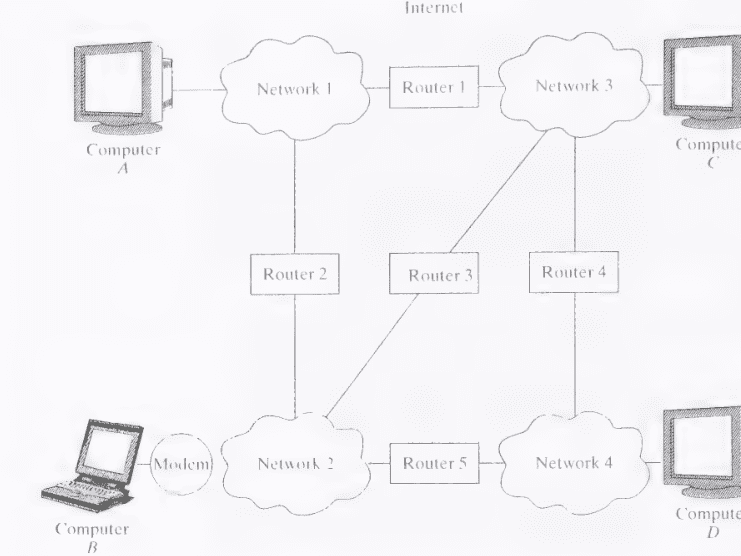 Internet
Network 1
Router 1
Network 3
Computer
A
Compute
C
Router 2
Router 3
Router 4
Modem
Network 2
Router 5
Network 4
Computer
B
Compute
D